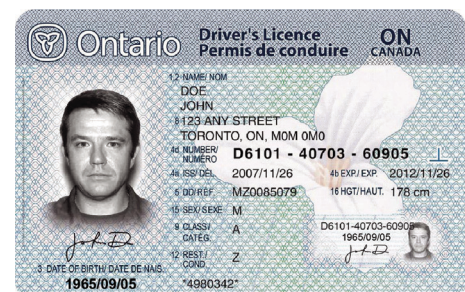 Ontario
Driver's Licence
Permis de conduire
ON
CANADA
1,2 NAME/ NOM
DOE
JOHN
8 123 ANY STREET
TORONTO, ON, M0M 0M0
4d NUMBER/ NUMÉRO D6101 - 40703 - 60905
4a ISS/ DÉL. 2007/11/26 4b EXP./ EXP. 2012/11/26
5 DD/RÉF. MZ0085079 16 HGT/HAUT. 178 cm
15 SEX/ SEXE M
9 CLASS/ CATÉG. A
12 REST./ COND. Z
*4980342*
3 DATE OF BIRTH/ DATE DE NAIS.
1965/09/05
D6101-40703-60905
1965/09/05